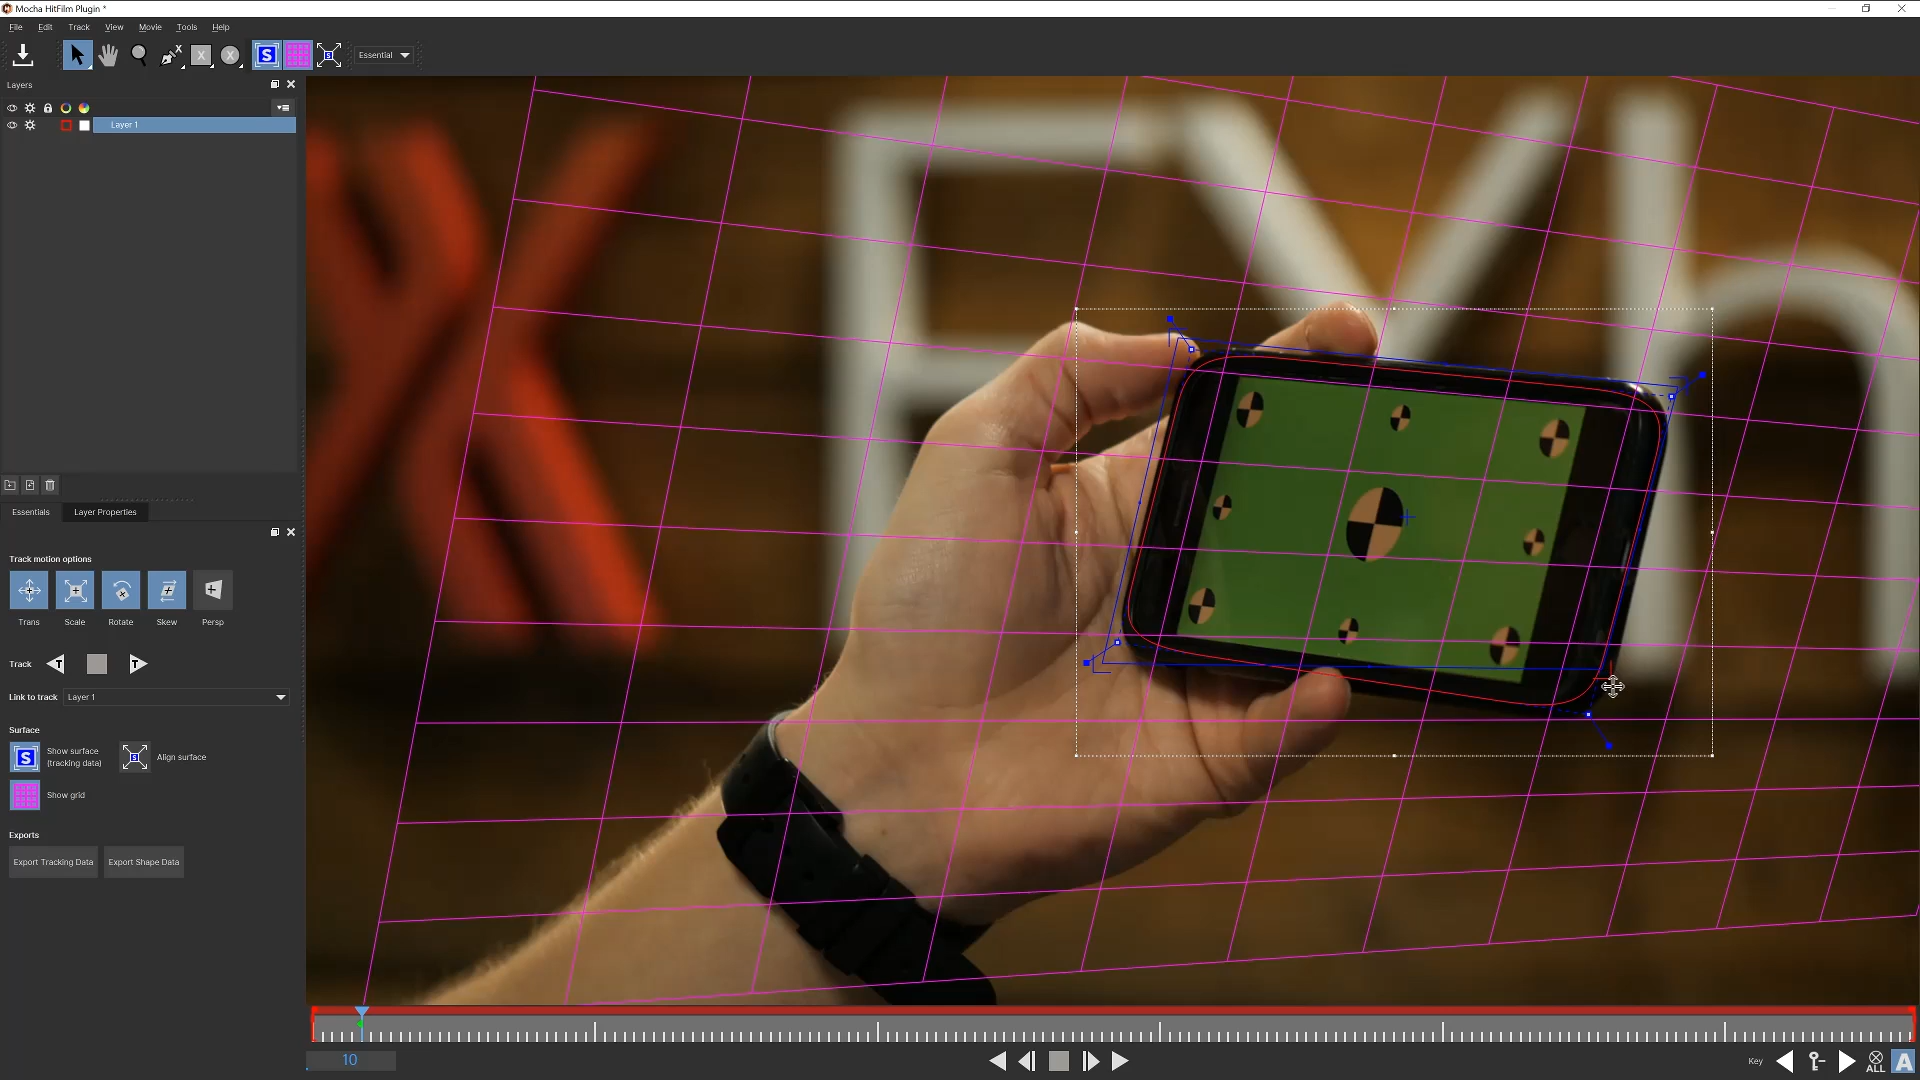 Mocha HitFilm Plugin *
File Edit Track View Movie Tools Help
S X X S Essential
Layers
Layer 1
Essentials Layer Properties
Track motion options
Trans Scale Rotate Skew Persp
Track T T
Link to track Layer 1
Surface
S Show surface
(tracking data) S Align surface
Show grid
Exports
Export Tracking Data Export Shape Data
10
Key ALL A